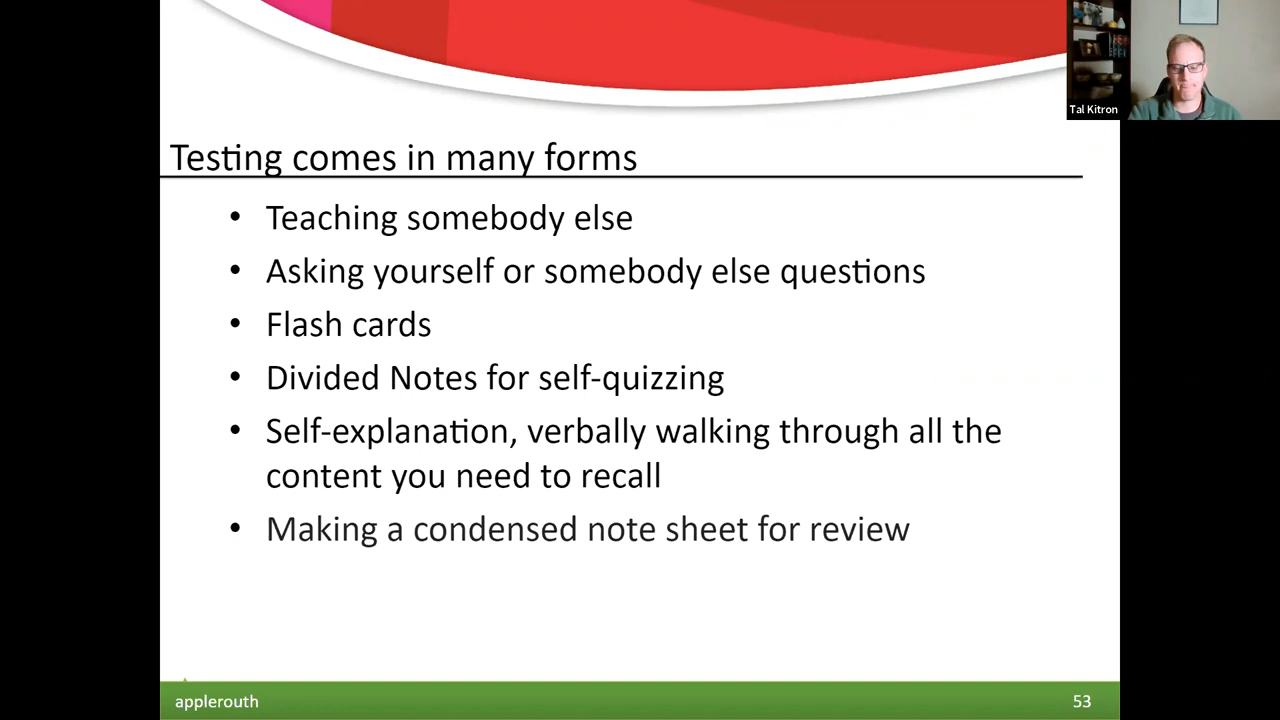 Tal Kitron
Testing comes in many forms
• Teaching somebody else
• Asking yourself or somebody else questions
• Flash cards
• Divided Notes for self-quizzing
• Self-explanation, verbally walking through all the
content you need to recall
• Making a condensed note sheet for review
applerouth
53